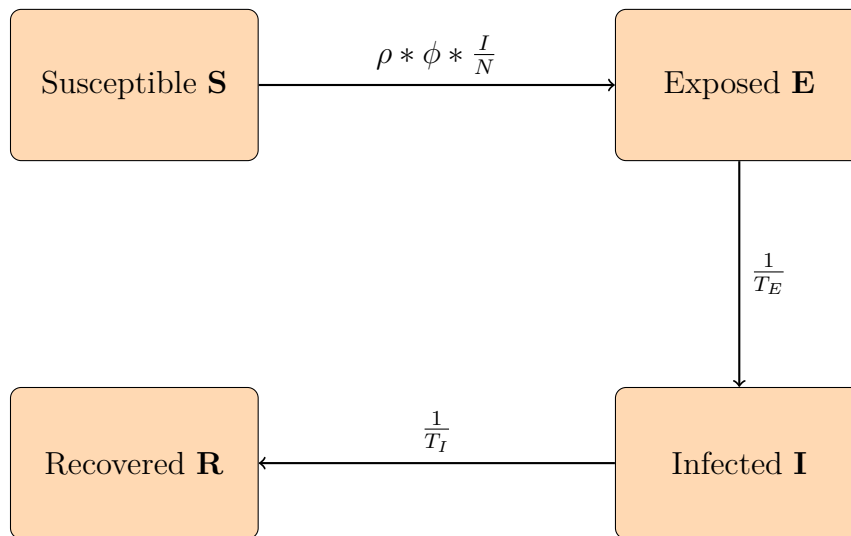 Susceptible S
ρ * ϕ * I/N
Exposed E
1/T_E
Recovered R
1/T_I
Infected I